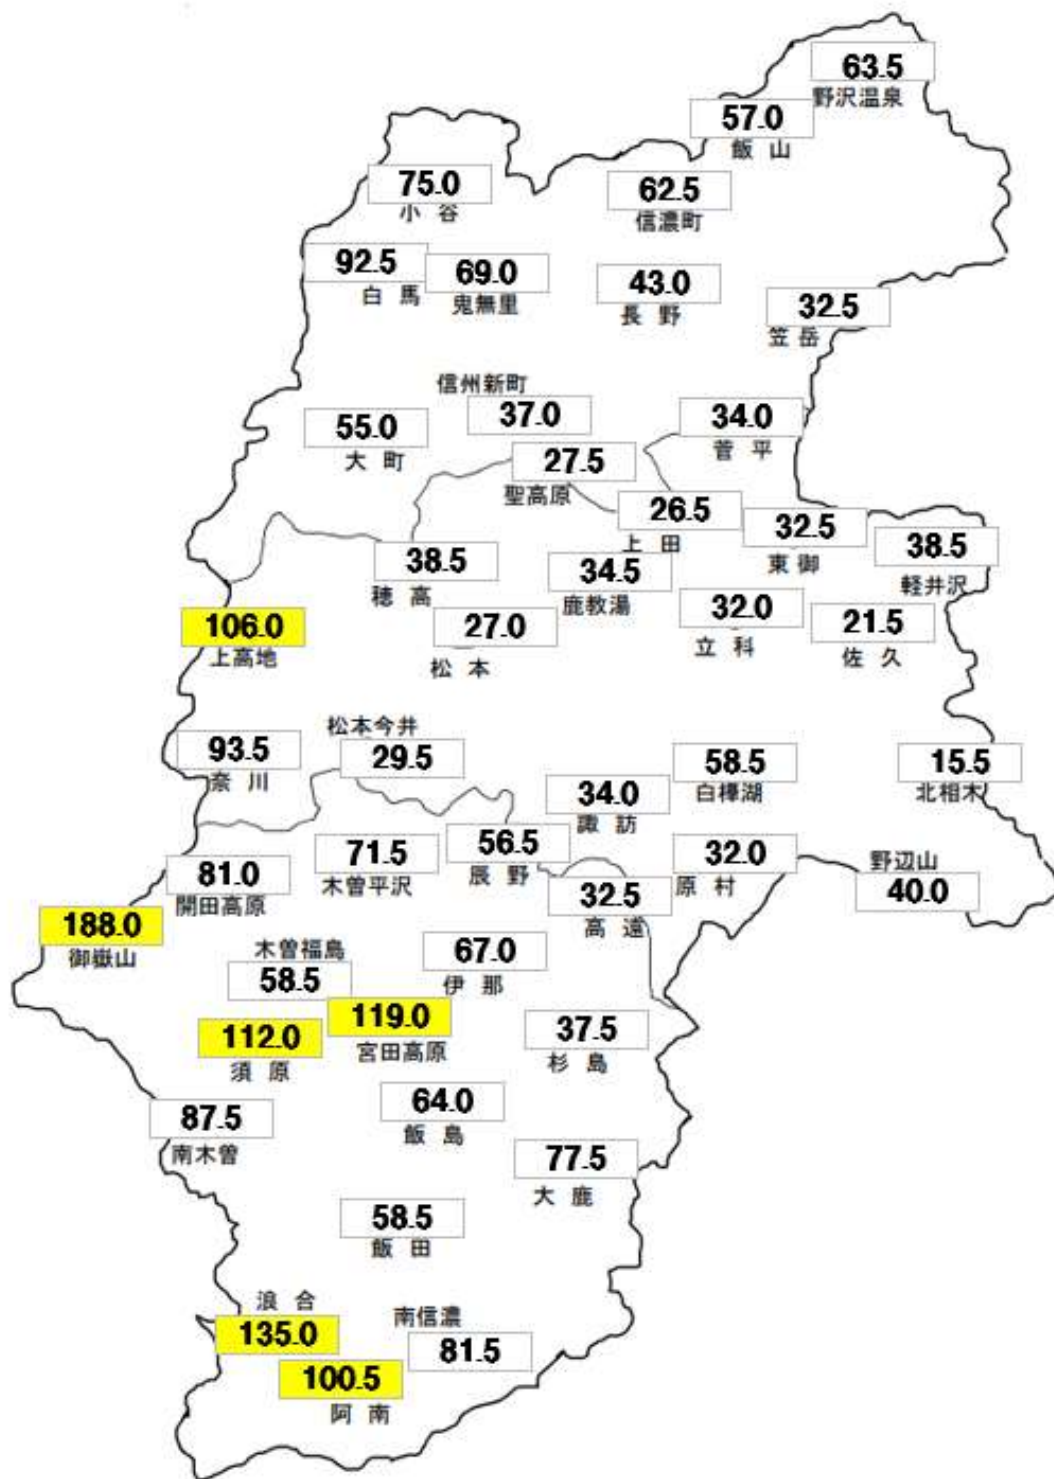 63.5
野沢温泉
57.0
飯山
75.0
小谷
62.5
信濃町
92.5
白馬
69.0
鬼無里
43.0
長野
32.5
笠岳
信州新町
37.0
55.0
大町
34.0
菅平
27.5
聖高原
26.5
上田
32.5
東御
38.5
軽井沢
38.5
穂高
34.5
鹿教湯
106.0
上高地
27.0
松本
32.0
立科
21.5
佐久
93.5
奈川
松本今井
29.5
58.5
白樺湖
15.5
北相木
34.0
諏訪
81.0
開田高原
71.5
木曽平沢
56.5
辰野
32.0
原村
野辺山
40.0
32.5
高遠
188.0
御嶽山
木曽福島
58.5
67.0
伊那
112.0
須原
119.0
宮田高原
37.5
杉島
87.5
南木曽
64.0
飯島
77.5
大鹿
58.5
飯田
浪合
135.0
南信濃
81.5
100.5
阿南